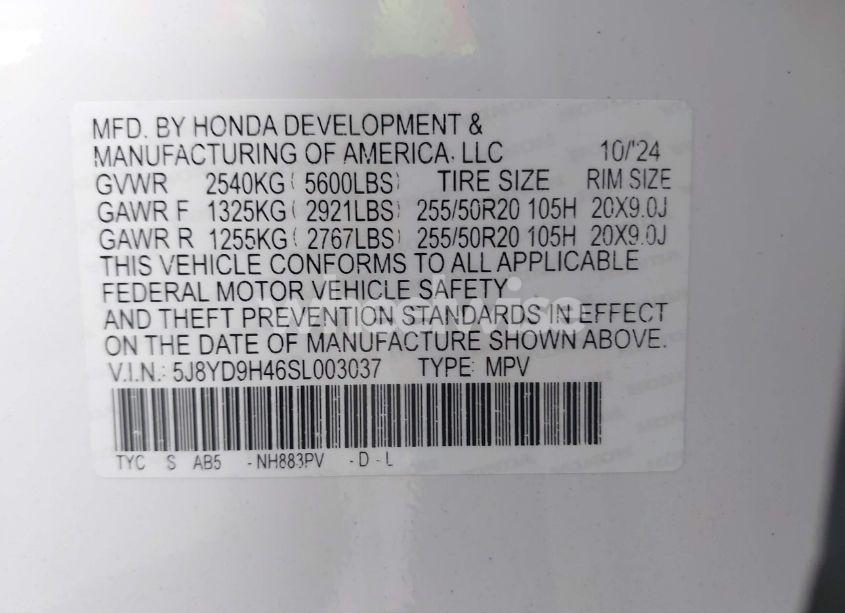 MFD. BY HONDA DEVELOPMENT &
MANUFACTURING OF AMERICA, LLC 10/'24
GVWR 2540KG ( 5600LBS) TIRE SIZE RIM SIZE
GAWR F 1325KG ( 2921LBS) 255/50R20 105H 20X9.0J
GAWR R 1255KG ( 2767LBS) 255/50R20 105H 20X9.0J
THIS VEHICLE CONFORMS TO ALL APPLICABLE
FEDERAL MOTOR VEHICLE SAFETY
AND THEFT PREVENTION STANDARDS IN EFFECT
ON THE DATE OF MANUFACTURE SHOWN ABOVE.
V.I.N.: 5J8YD9H46SL003037 TYPE: MPV
TYC S AB5 -NH883PV -D-L